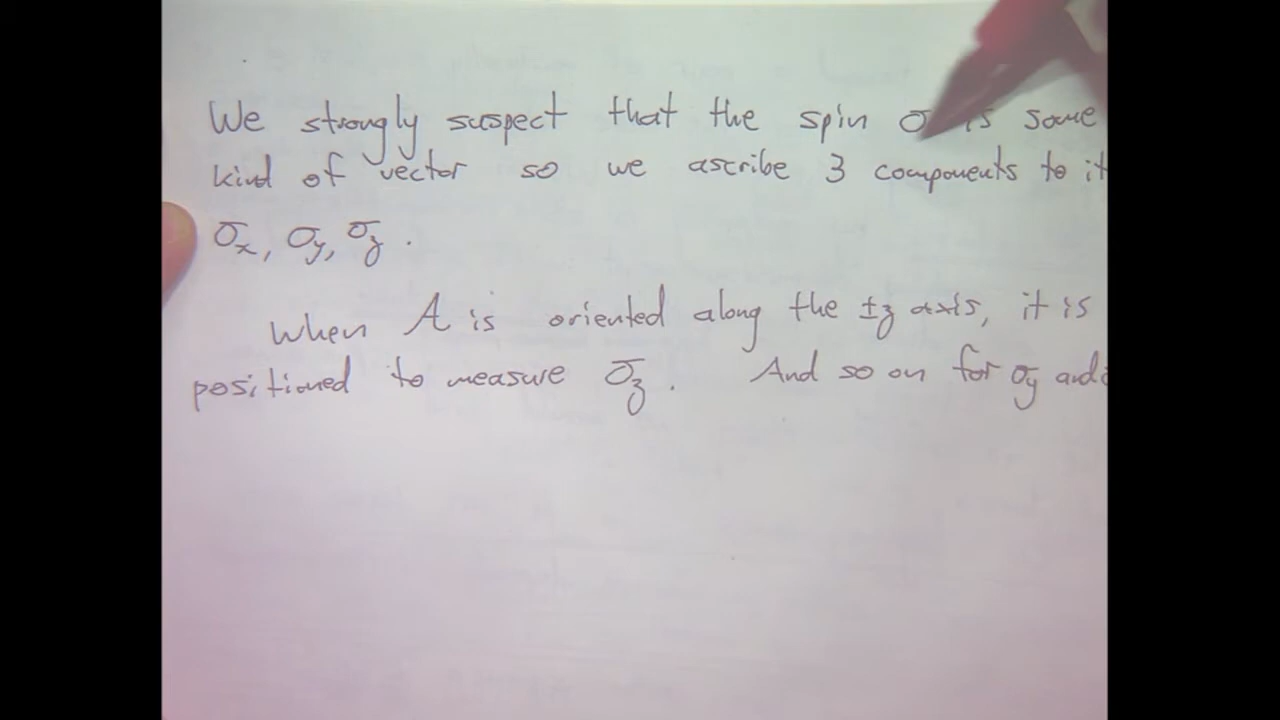 We strongly suspect that the spin σ is some
kind of vector so we ascribe 3 components to it
σx, σy, σz.
When A is oriented along the ±z axis, it is
positioned to measure σz. And so on for σy and